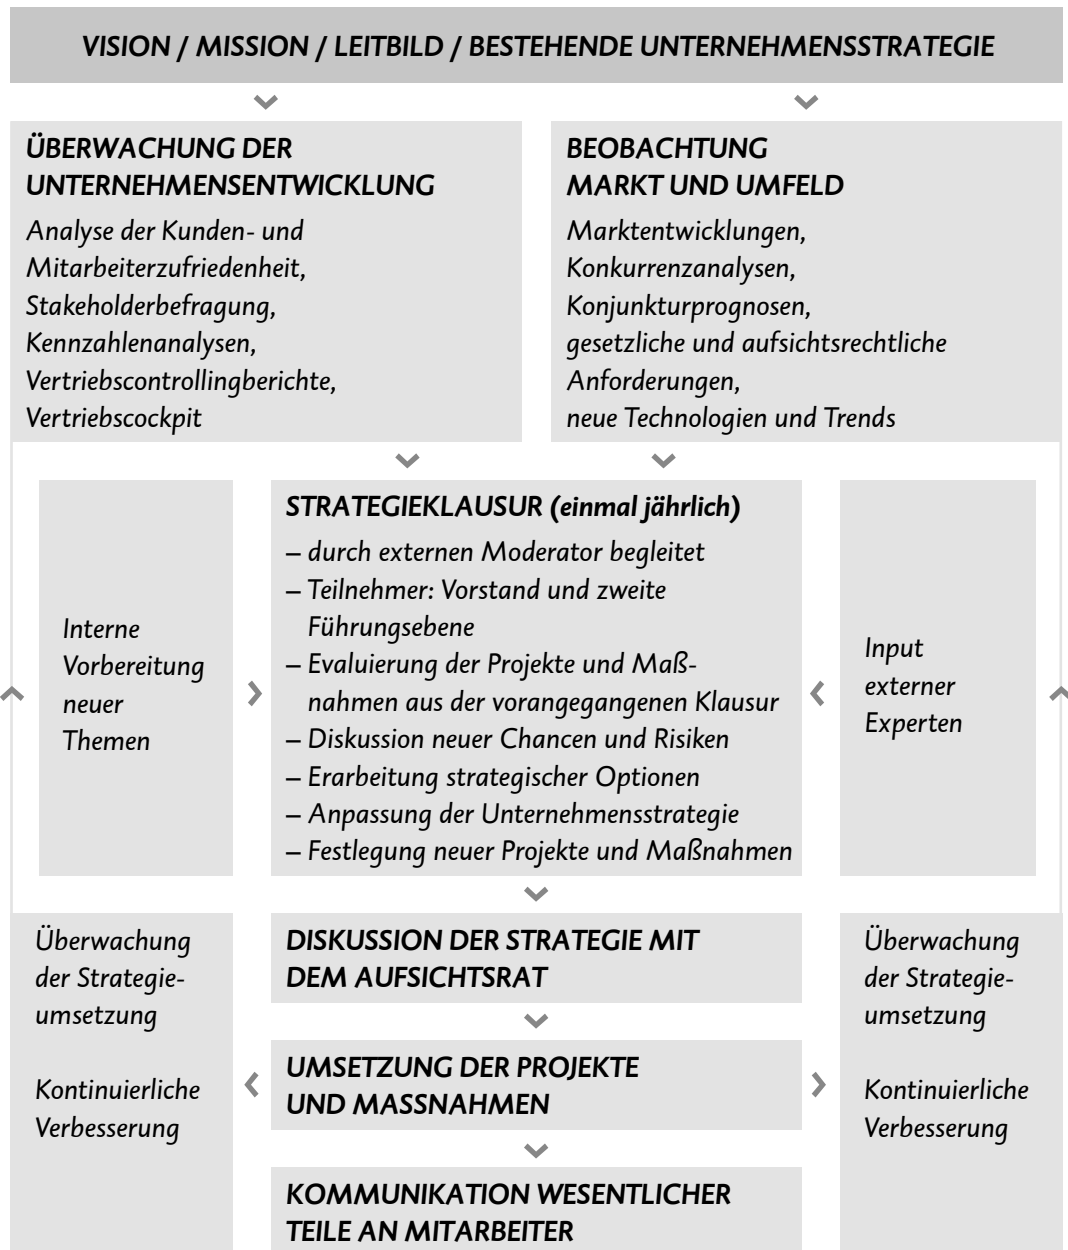 VISION / MISSION / LEITBILD / BESTEHENDE UNTERNEHMENSSTRATEGIE
ÜBERWACHUNG DER
UNTERNEHMENSENTWICKLUNG
Analyse der Kunden- und
Mitarbeiterzufriedenheit,
Stakeholderbefragung,
Kennzahlenanalysen,
Vertriebscontrollingberichte,
Vertriebscockpit
BEOBACHTUNG
MARKT UND UMFELD
Marktentwicklungen,
Konkurrenzanalysen,
Konjunkturprognosen,
gesetzliche und aufsichtsrechtliche
Anforderungen,
neue Technologien und Trends
Interne
Vorbereitung
neuer
Themen
STRATEGIEKLAUSUR (einmal jährlich)
– durch externen Moderator begleitet
– Teilnehmer: Vorstand und zweite
Führungsebene
– Evaluierung der Projekte und Maß-
nahmen aus der vorangegangenen Klausur
– Diskussion neuer Chancen und Risiken
– Erarbeitung strategischer Optionen
– Anpassung der Unternehmensstrategie
– Festlegung neuer Projekte und Maßnahmen
Input
externer
Experten
Überwachung
der Strategie-
umsetzung
Kontinuierliche
Verbesserung
DISKUSSION DER STRATEGIE MIT
DEM AUFSICHTSRAT
UMSETZUNG DER PROJEKTE
UND MASSNAHMEN
KOMMUNIKATION WESENTLICHER
TEILE AN MITARBEITER
Überwachung
der Strategie-
umsetzung
Kontinuierliche
Verbesserung